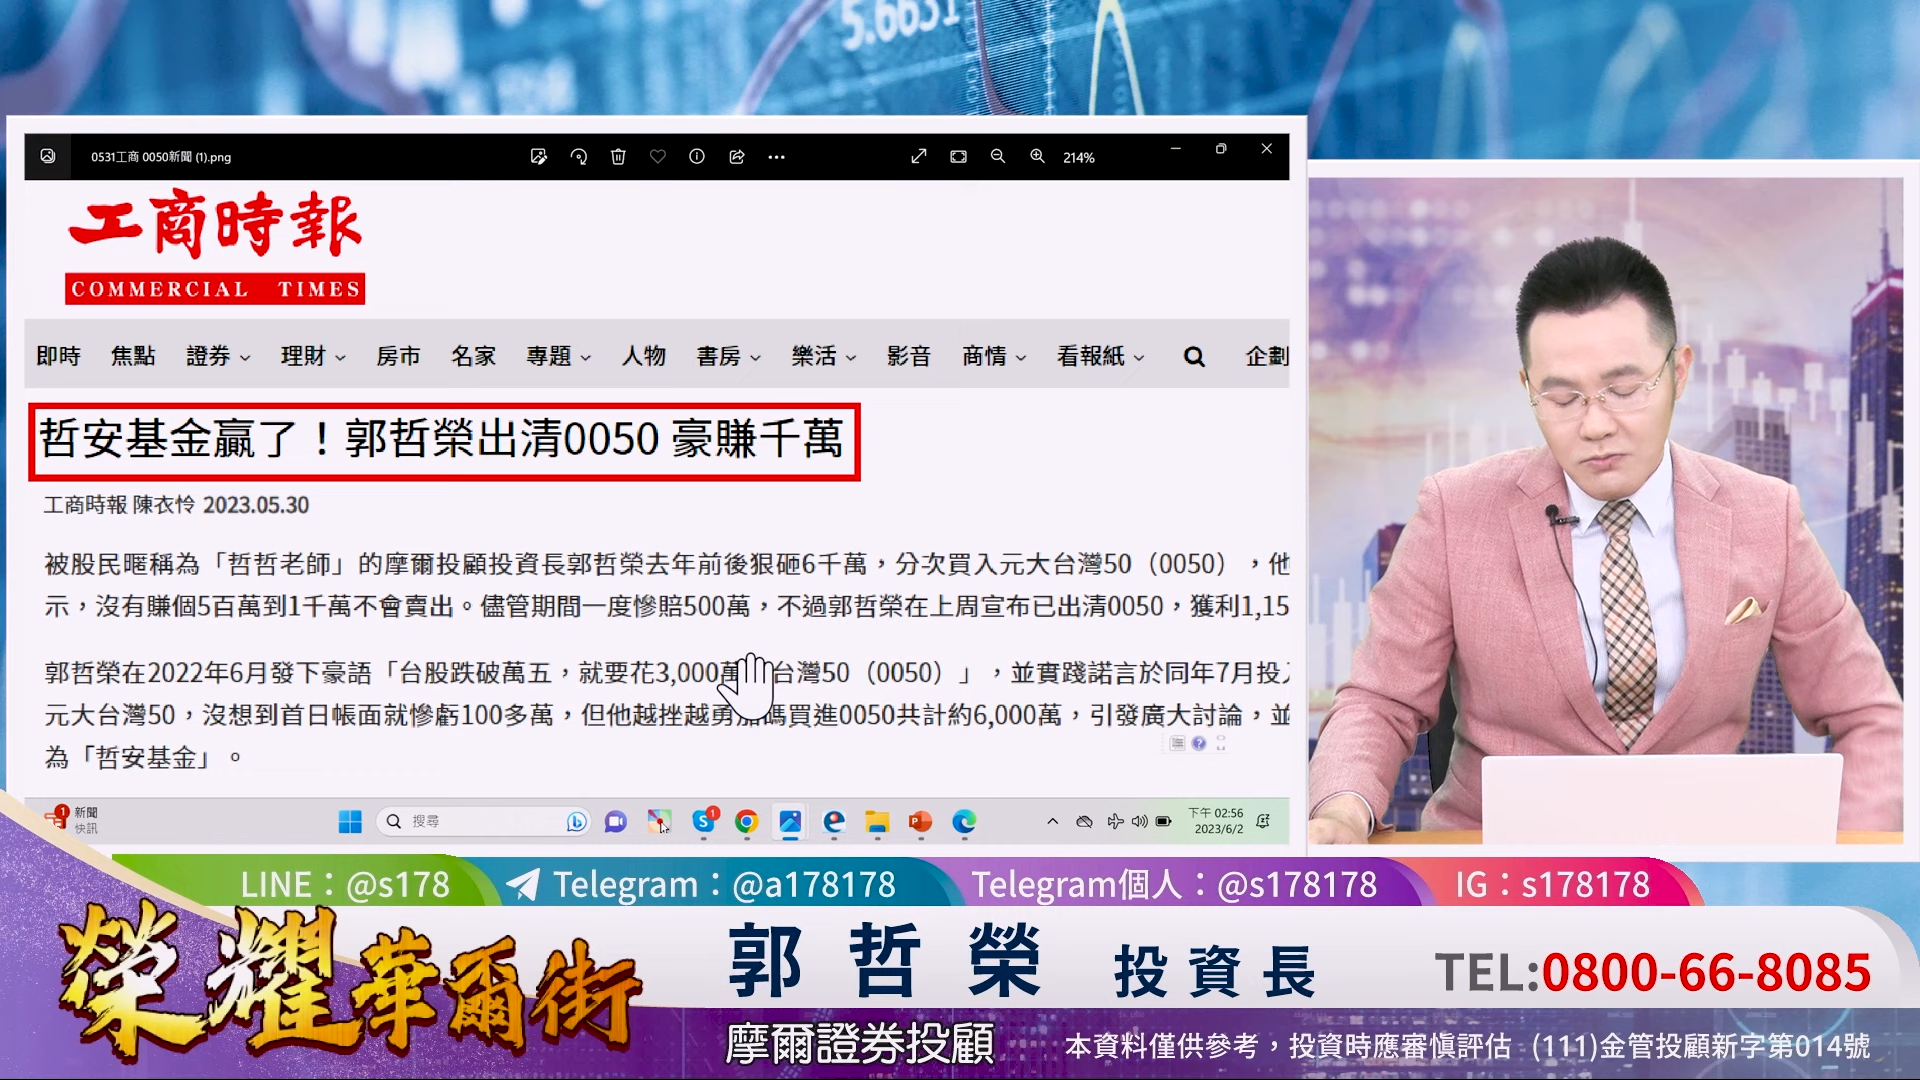 5.6631
0531工商 0050新聞 (1).png
214%
工商時報
COMMERCIAL TIMES
即時 焦點 證券 理財 房市 名家 專題 人物 書房 樂活 影音 商情 看報紙 企劃
哲安基金贏了！郭哲榮出清0050 豪賺千萬
工商時報 陳衣怜 2023.05.30
被股民暱稱為「哲哲老師」的摩爾投顧投資長郭哲榮去年前後狠砸6千萬，分次買入元大台灣50（0050），他
示，沒有賺個5百萬到1千萬不會賣出。儘管期間一度慘賠500萬，不過郭哲榮在上周宣布已出清0050，獲利1,15
郭哲榮在2022年6月發下豪語「台股跌破萬五，就要花3,000萬 台灣50（0050）」，並實踐諾言於同年7月投入
元大台灣50，沒想到首日帳面就慘虧100多萬，但他越挫越勇加碼買進0050共計約6,000萬，引發廣大討論，並
為「哲安基金」。
1
新聞
快訊
搜尋
1
下午 02:56
2023/6/2
LINE：@s178
Telegram：@a178178
Telegram個人：@s178178
IG：s178178
榮耀華爾街
郭哲榮 投資長
TEL:0800-66-8085
摩爾證券投顧
本資料僅供參考，投資時應審慎評估 (111)金管投顧新字第014號